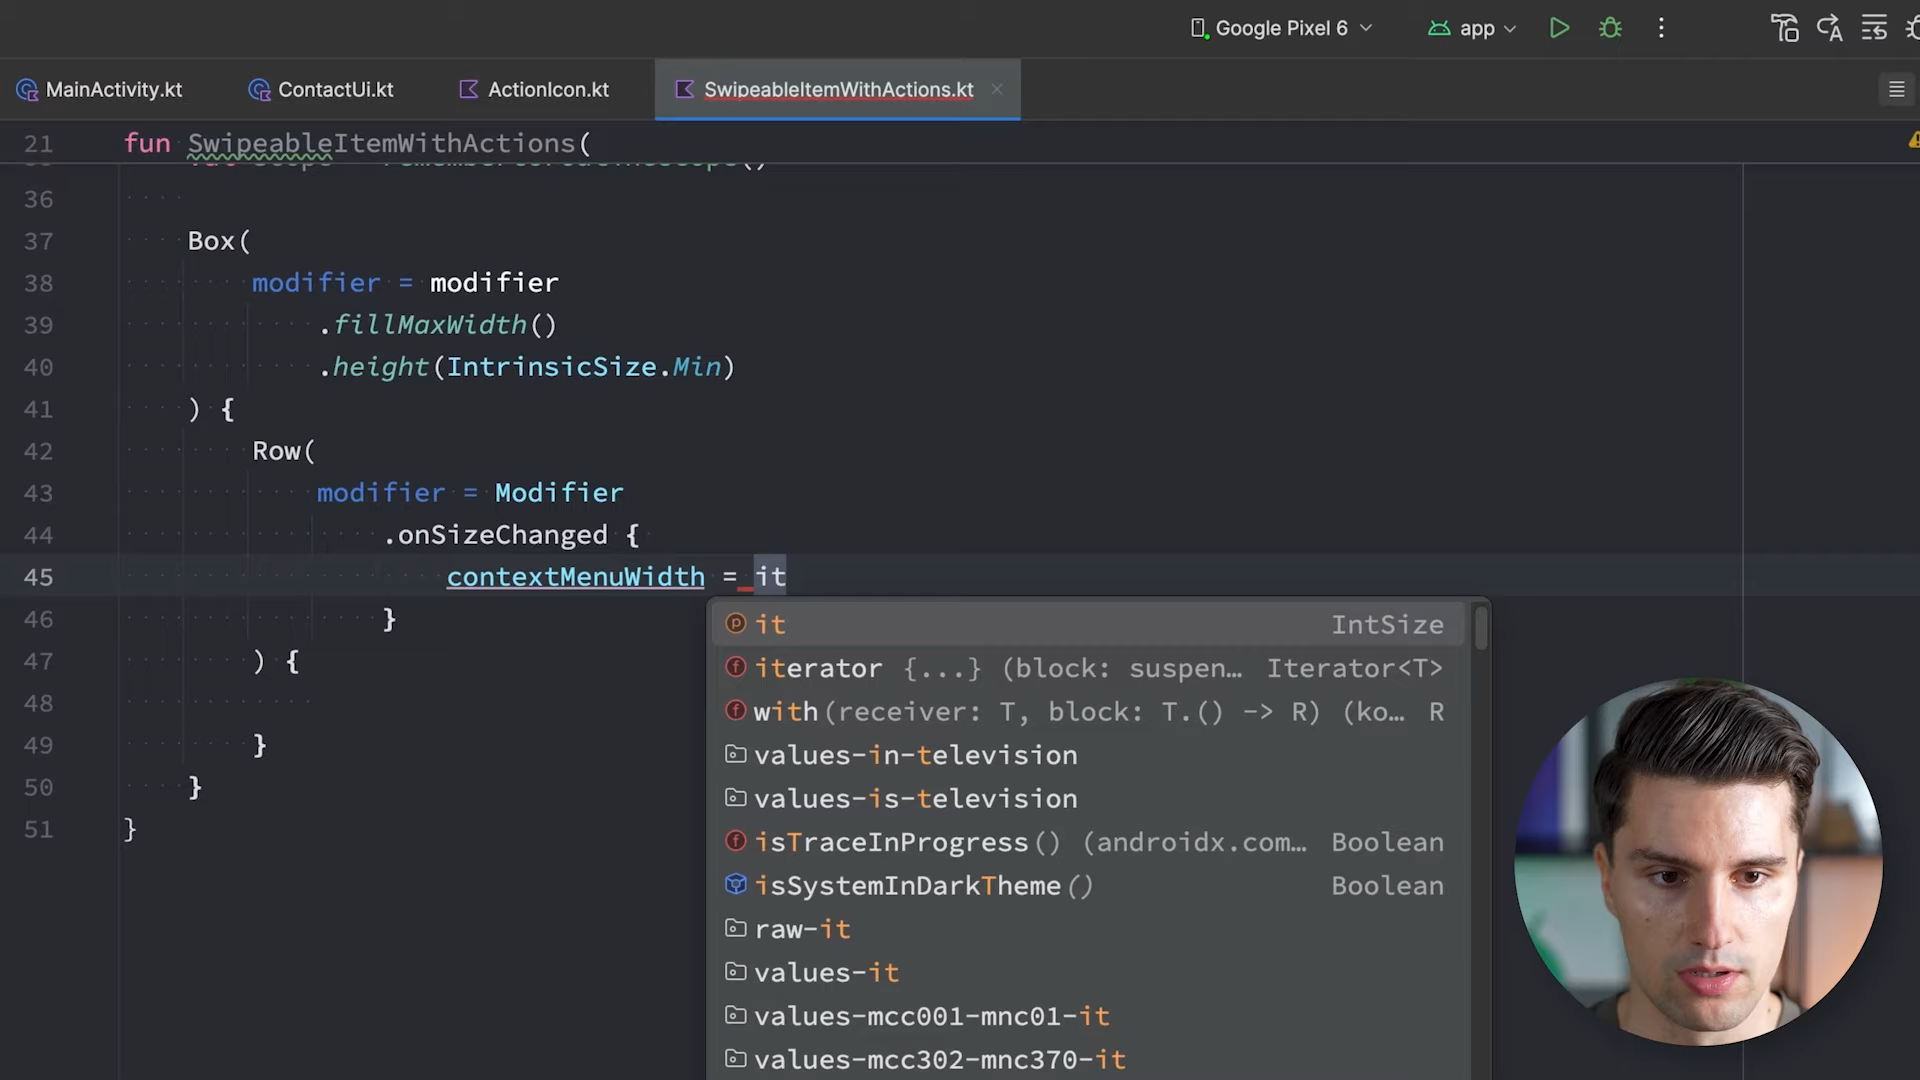 Google Pixel 6
app
MainActivity.kt
ContactUi.kt
ActionIcon.kt
SwipeableItemWithActions.kt
21 fun SwipeableItemWithActions(
36
37 Box(
38 modifier = modifier
39 .fillMaxWidth()
40 .height(IntrinsicSize.Min)
41 ) {
42 Row(
43 modifier = Modifier
44 .onSizeChanged {
45 contextMenuWidth = it
46 }
47 ) {
48
49 }
50 }
51 }
it IntSize
iterator {...} (block: suspen… Iterator<T>
with(receiver: T, block: T.() -> R) (ko… R
values-in-television
values-is-television
isTraceInProgress() (androidx.com… Boolean
isSystemInDarkTheme() Boolean
raw-it
values-it
values-mcc001-mnc01-it
values-mcc302-mnc370-it